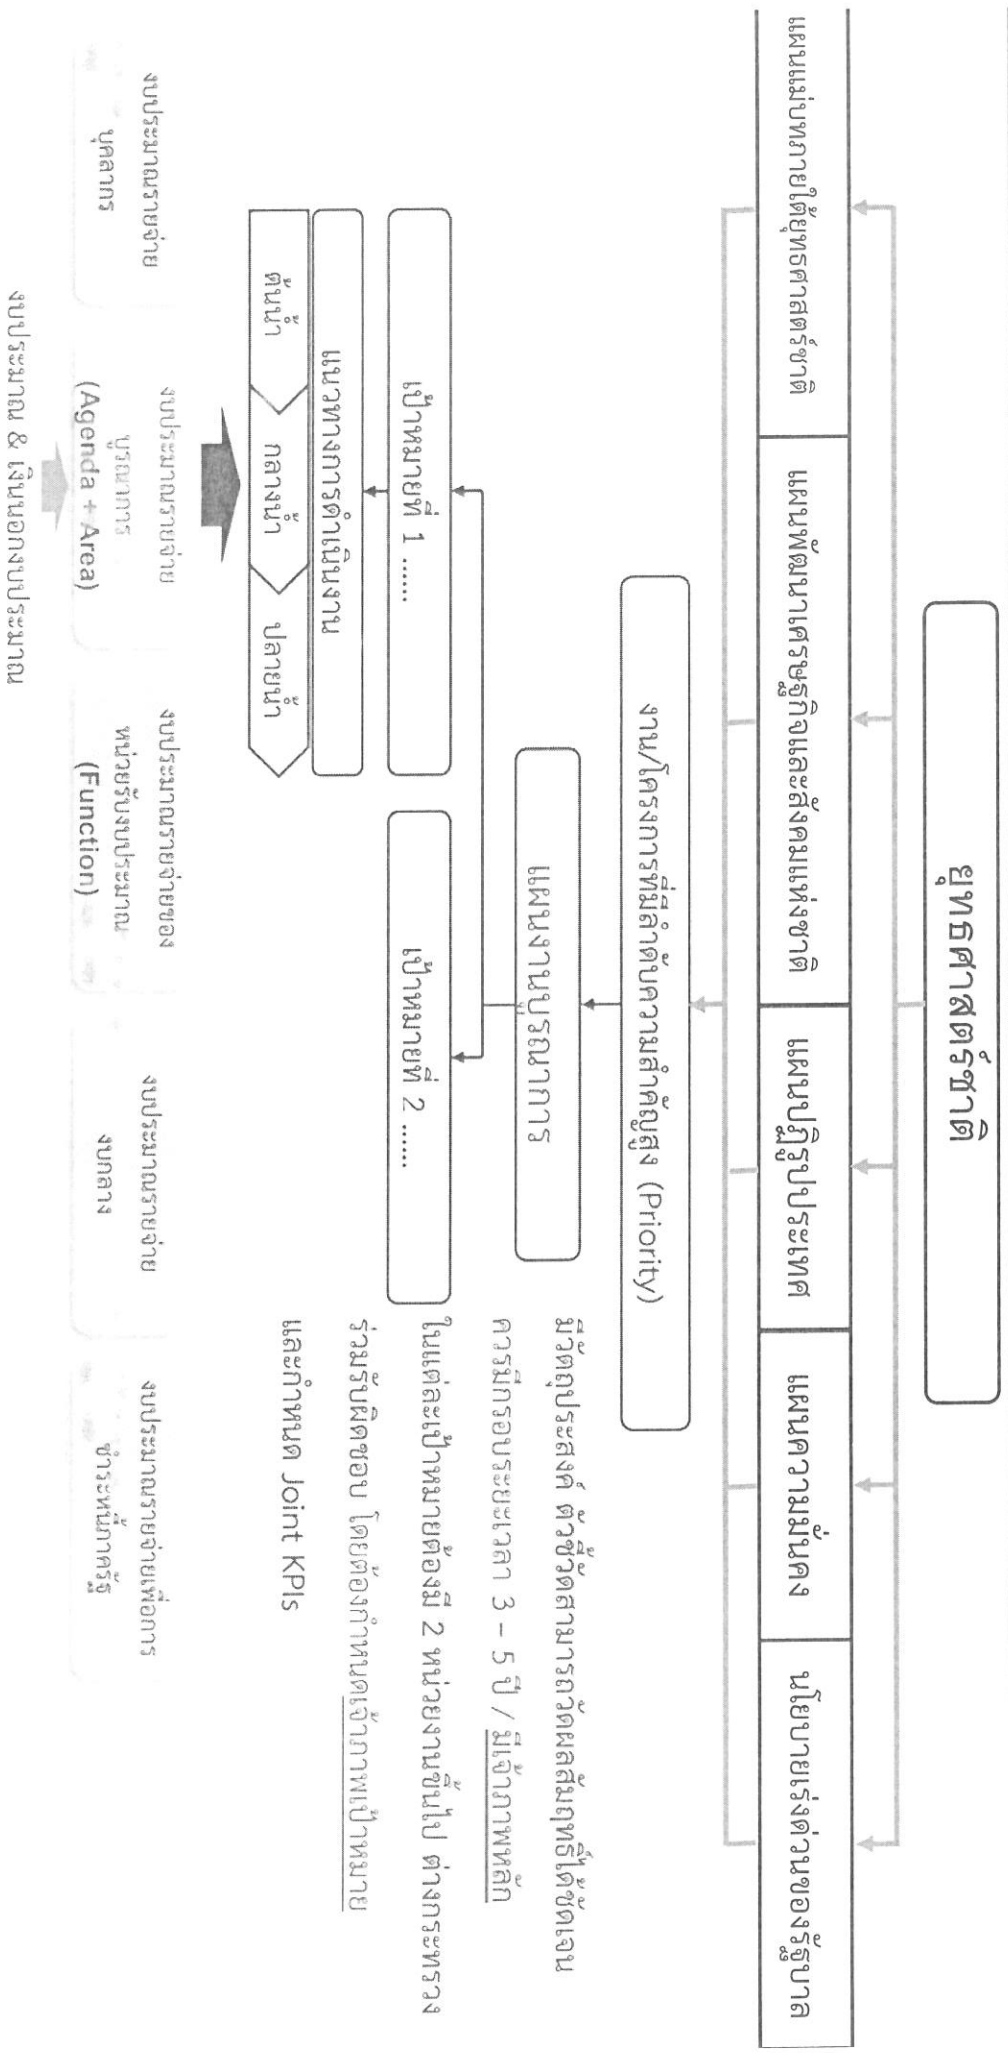 ยุทธศาสตร์ชาติ
แผนแม่บทภายใต้ยุทธศาสตร์ชาติ
แผนพัฒนาเศรษฐกิจและสังคมแห่งชาติ
แผนปฏิรูปประเทศ
แผนความมั่นคง
นโยบายเร่งด่วนของรัฐบาล
งาน/โครงการที่มีลำดับความสำคัญสูง (Priority)
แผนงานบูรณาการ
มีวัตถุประสงค์ ตัวชี้วัดสามารถวัดผลสัมฤทธิ์ได้ชัดเจน
ควรมีกรอบระยะเวลา 3 – 5 ปี / มีเจ้าภาพหลัก
เป้าหมายที่ 1 ......
เป้าหมายที่ 2 ......
ในแต่ละเป้าหมายต้องมี 2 หน่วยงานขึ้นไป ต่างกระทรวง
ร่วมรับผิดชอบ โดยต้องกำหนดเจ้าภาพเป้าหมาย
และกำหนด Joint KPIs
แนวทางการดำเนินงาน
ต้นน้ำ
กลางน้ำ
ปลายน้ำ
งบประมาณรายจ่าย
บุคลากร
งบประมาณรายจ่าย
บูรณาการ
(Agenda + Area)
งบประมาณรายจ่ายของ
หน่วยรับงบประมาณ
(Function)
งบประมาณรายจ่าย
งบกลาง
งบประมาณรายจ่ายเพื่อการ
ชำระหนี้ภาครัฐ
งบประมาณ & เงินนอกงบประมาณ